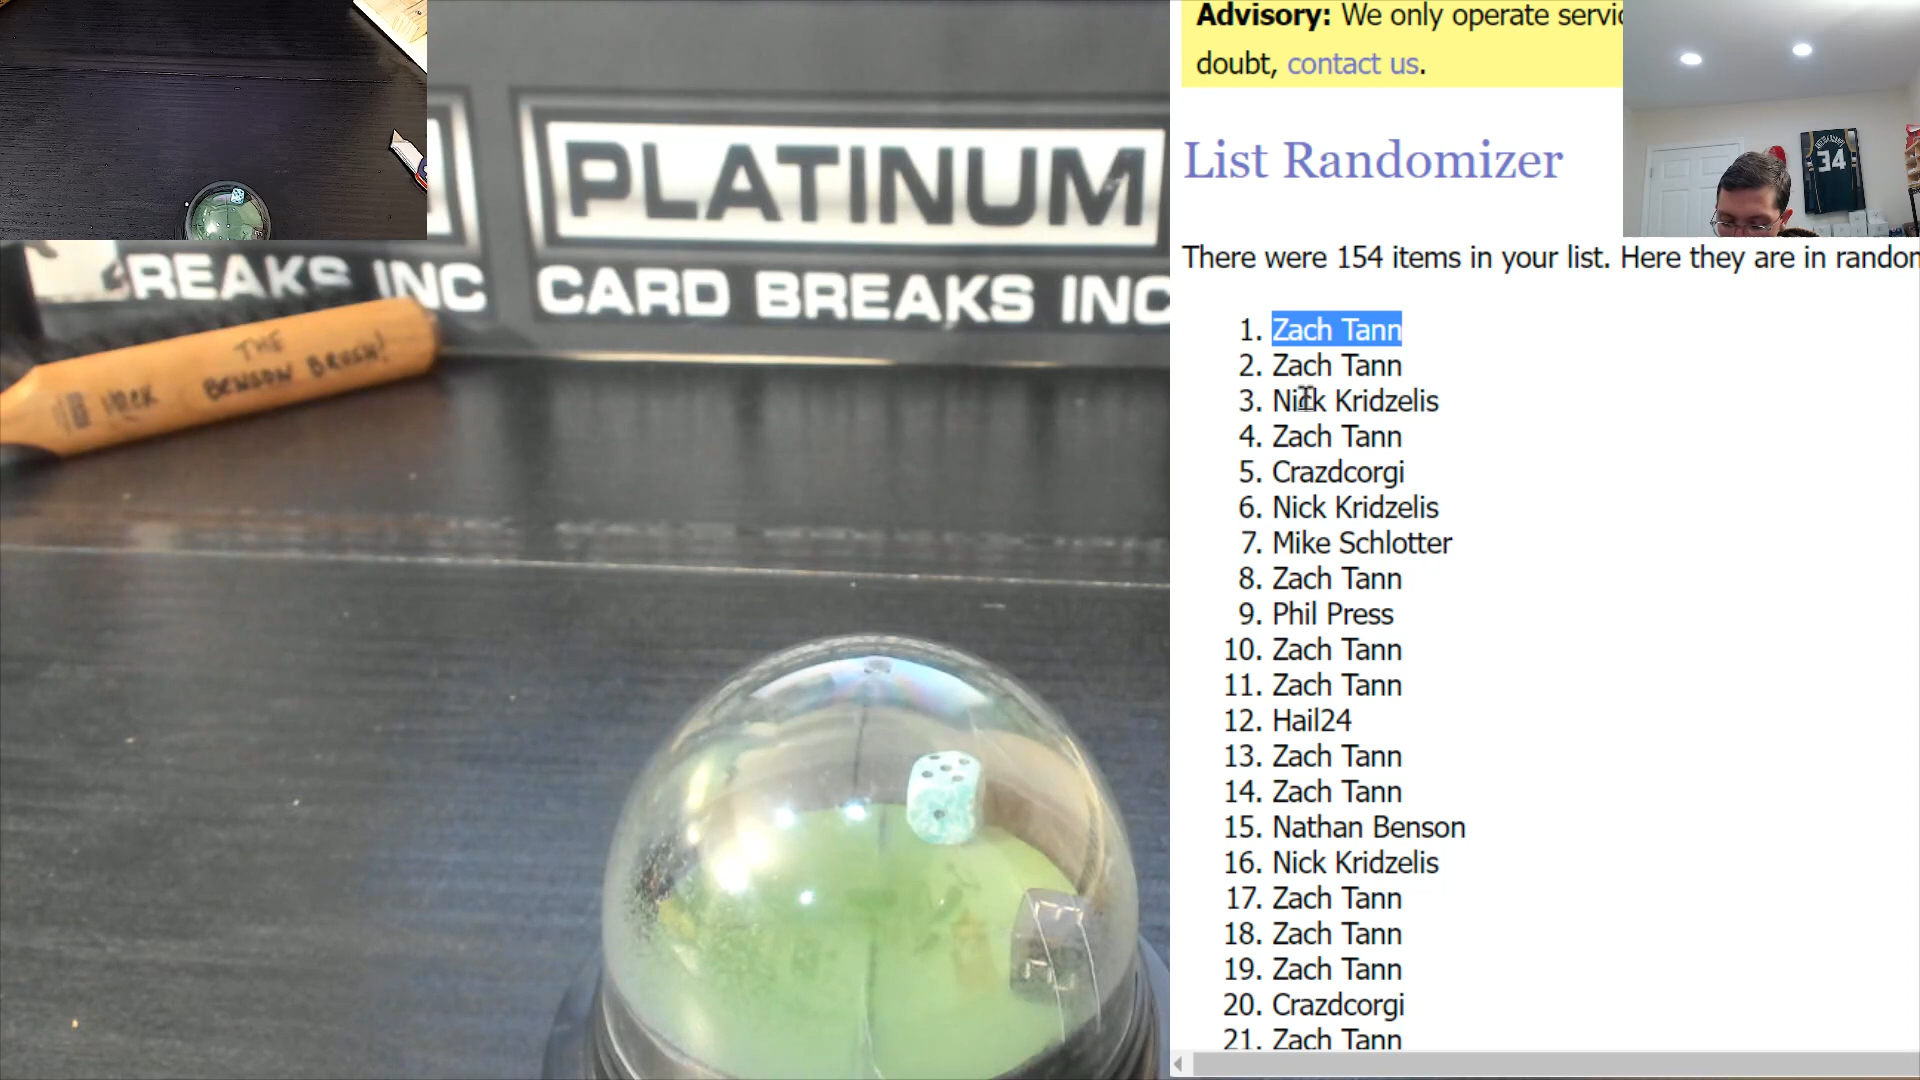 Advisory: We only operate servic
doubt, contact us.
List Randomizer
There were 154 items in your list. Here they are in random
1. Zach Tann
2. Zach Tann
3. Nick Kridzelis
4. Zach Tann
5. Crazdcorgi
6. Nick Kridzelis
7. Mike Schlotter
8. Zach Tann
9. Phil Press
10. Zach Tann
11. Zach Tann
12. Hail24
13. Zach Tann
14. Zach Tann
15. Nathan Benson
16. Nick Kridzelis
17. Zach Tann
18. Zach Tann
19. Zach Tann
20. Crazdcorgi
21. Zach Tann
PLATINUM
REAKS INC
CARD BREAKS INC
THE
BENSON BRUSH!
34